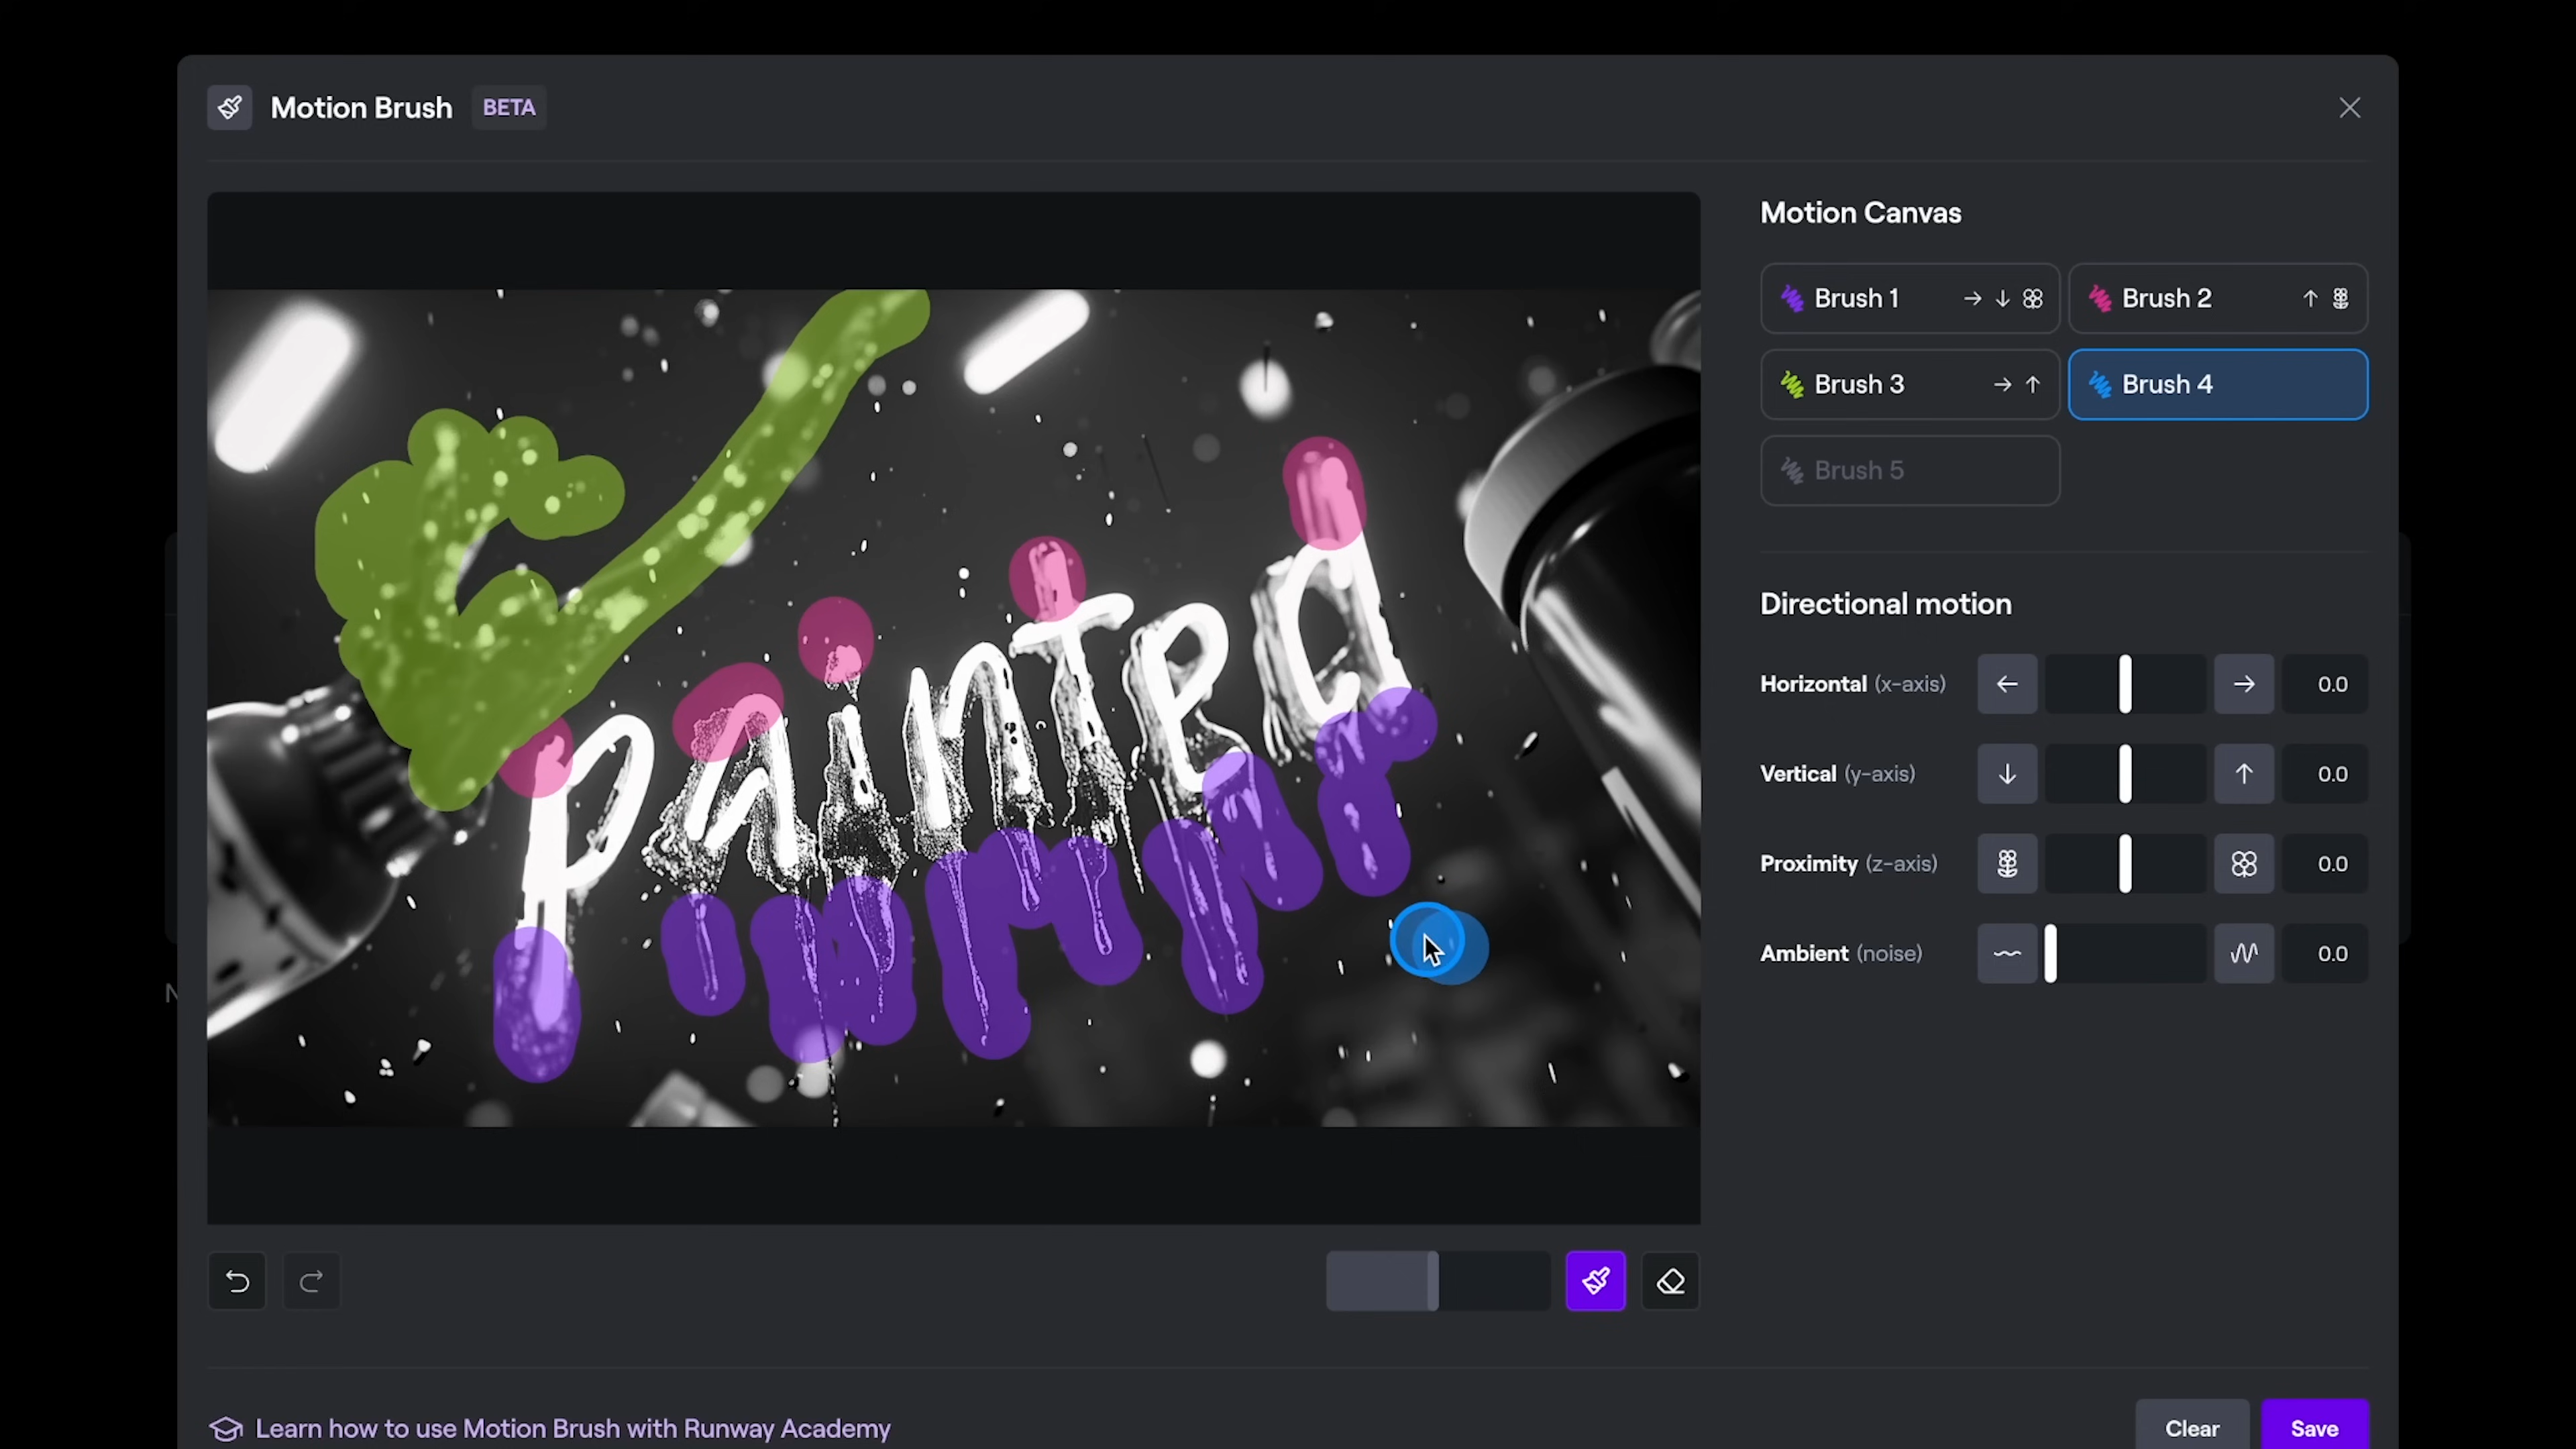 Motion Brush BETA
Motion Canvas
Brush 1
Brush 2
Brush 3
Brush 4
Brush 5
painted
Directional motion
Horizontal (x-axis) 0.0
Vertical (y-axis) 0.0
Proximity (z-axis) 0.0
Ambient (noise) 0.0
Learn how to use Motion Brush with Runway Academy
Clear
Save